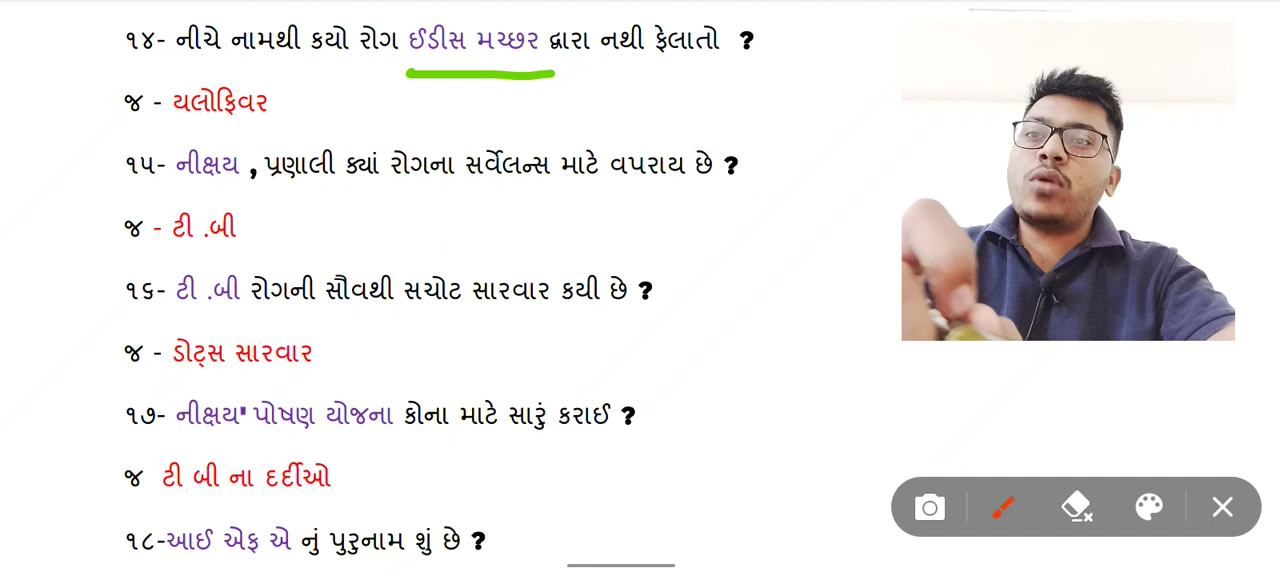 ૧૪- નીચે નામથી કયો રોગ ઈડીસ મચ્છર દ્વારા નથી ફેલાતો ?
જ - યલોફિવર
૧૫- નીક્ષય , પ્રણાલી ક્યાં રોગના સર્વેલન્સ માટે વપરાય છે ?
જ - ટી .બી
૧૬- ટી .બી રોગની સૌવથી સચોટ સારવાર કયી છે ?
જ - ડોટ્સ સારવાર
૧૭- નીક્ષય' પોષણ યોજના કોના માટે સારું કરાઈ ?
જ ટી બી ના દર્દીઓ
૧૮-આઈ એફ એ નું પુરુનામ શું છે ?